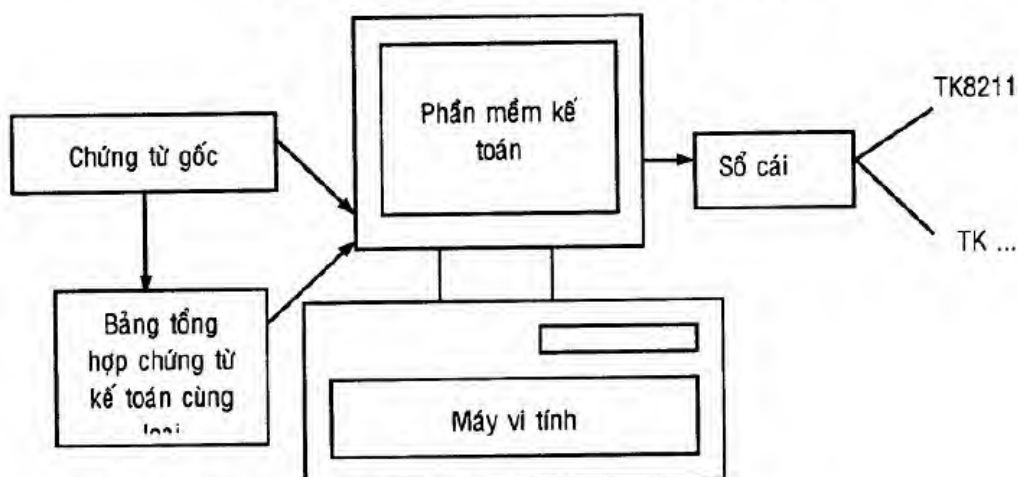 Chứng từ gốc
Bảng tổng
hợp chứng từ
kế toán cùng
Phần mềm kế
toán
Máy vi tính
Sổ cái
TK8211
TK ...